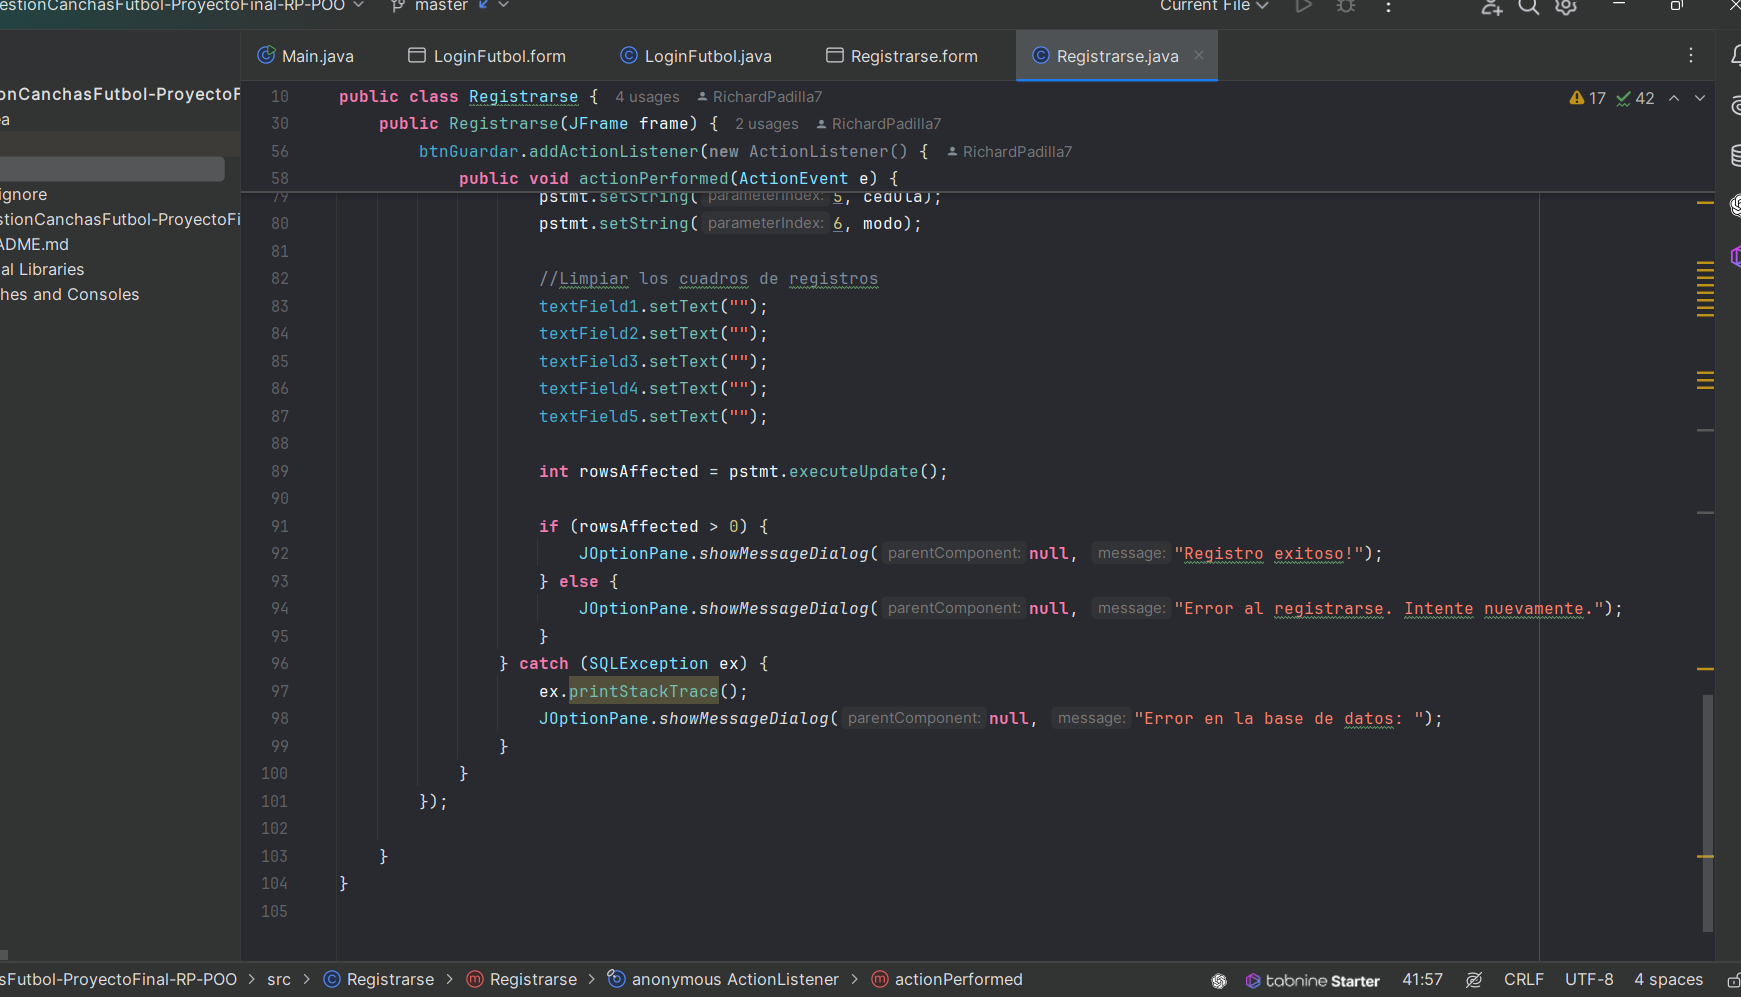 estionCanchasFutbol-ProyectoFinal-RP-POO master Current File
Main.java LoginFutbol.form LoginFutbol.java Registrarse.form Registrarse.java
onCanchasFutbol-ProyectoF
a
ignore
stionCanchasFutbol-ProyectoFi
ADME.md
al Libraries
hes and Consoles
17 42
10 public class Registrarse { 4 usages RichardPadilla7
30 public Registrarse(JFrame frame) { 2 usages RichardPadilla7
56 btnGuardar.addActionListener(new ActionListener() { RichardPadilla7
58 public void actionPerformed(ActionEvent e) {
79 pstmt.setString( parameterIndex: 5, cedula);
80 pstmt.setString( parameterIndex: 6, modo);
81
82 //Limpiar los cuadros de registros
83 textField1.setText("");
84 textField2.setText("");
85 textField3.setText("");
86 textField4.setText("");
87 textField5.setText("");
88
89 int rowsAffected = pstmt.executeUpdate();
90
91 if (rowsAffected > 0) {
92 JOptionPane.showMessageDialog( parentComponent: null, message: "Registro exitoso!");
93 } else {
94 JOptionPane.showMessageDialog( parentComponent: null, message: "Error al registrarse. Intente nuevamente.");
95 }
96 } catch (SQLException ex) {
97 ex.printStackTrace();
98 JOptionPane.showMessageDialog( parentComponent: null, message: "Error en la base de datos: ");
99 }
100 }
101 });
102
103 }
104 }
105
sFutbol-ProyectoFinal-RP-POO > src > Registrarse > Registrarse > anonymous ActionListener > actionPerformed tabnine Starter 41:57 CRLF UTF-8 4 spaces